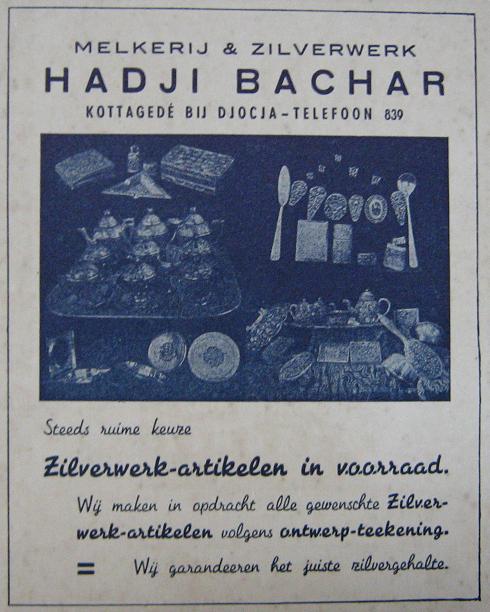 MELKERIJ & ZILVERWERK
HADJI BACHAR
KOTTAGEDÉ BIJ DJOCJA – TELEFOON 839
Steeds ruime keuze
Zilverwerk-artikelen in voorraad.
Wij maken in opdracht alle gewenschte Zilver-
werk-artikelen volgens ontwerp-teekening.
= Wij garandeeren het juiste zilvergehalte.